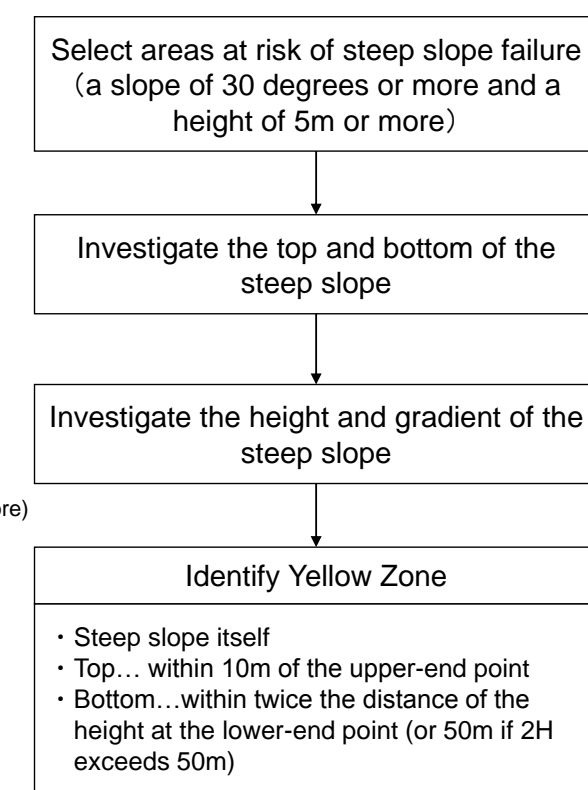 Select areas at risk of steep slope failure
（a slope of 30 degrees or more and a
height of 5m or more）
Investigate the top and bottom of the
steep slope
Investigate the height and gradient of the
steep slope
re)
Identify Yellow Zone
・Steep slope itself
・Top… within 10m of the upper-end point
・Bottom…within twice the distance of the
height at the lower-end point (or 50m if 2H
exceeds 50m)